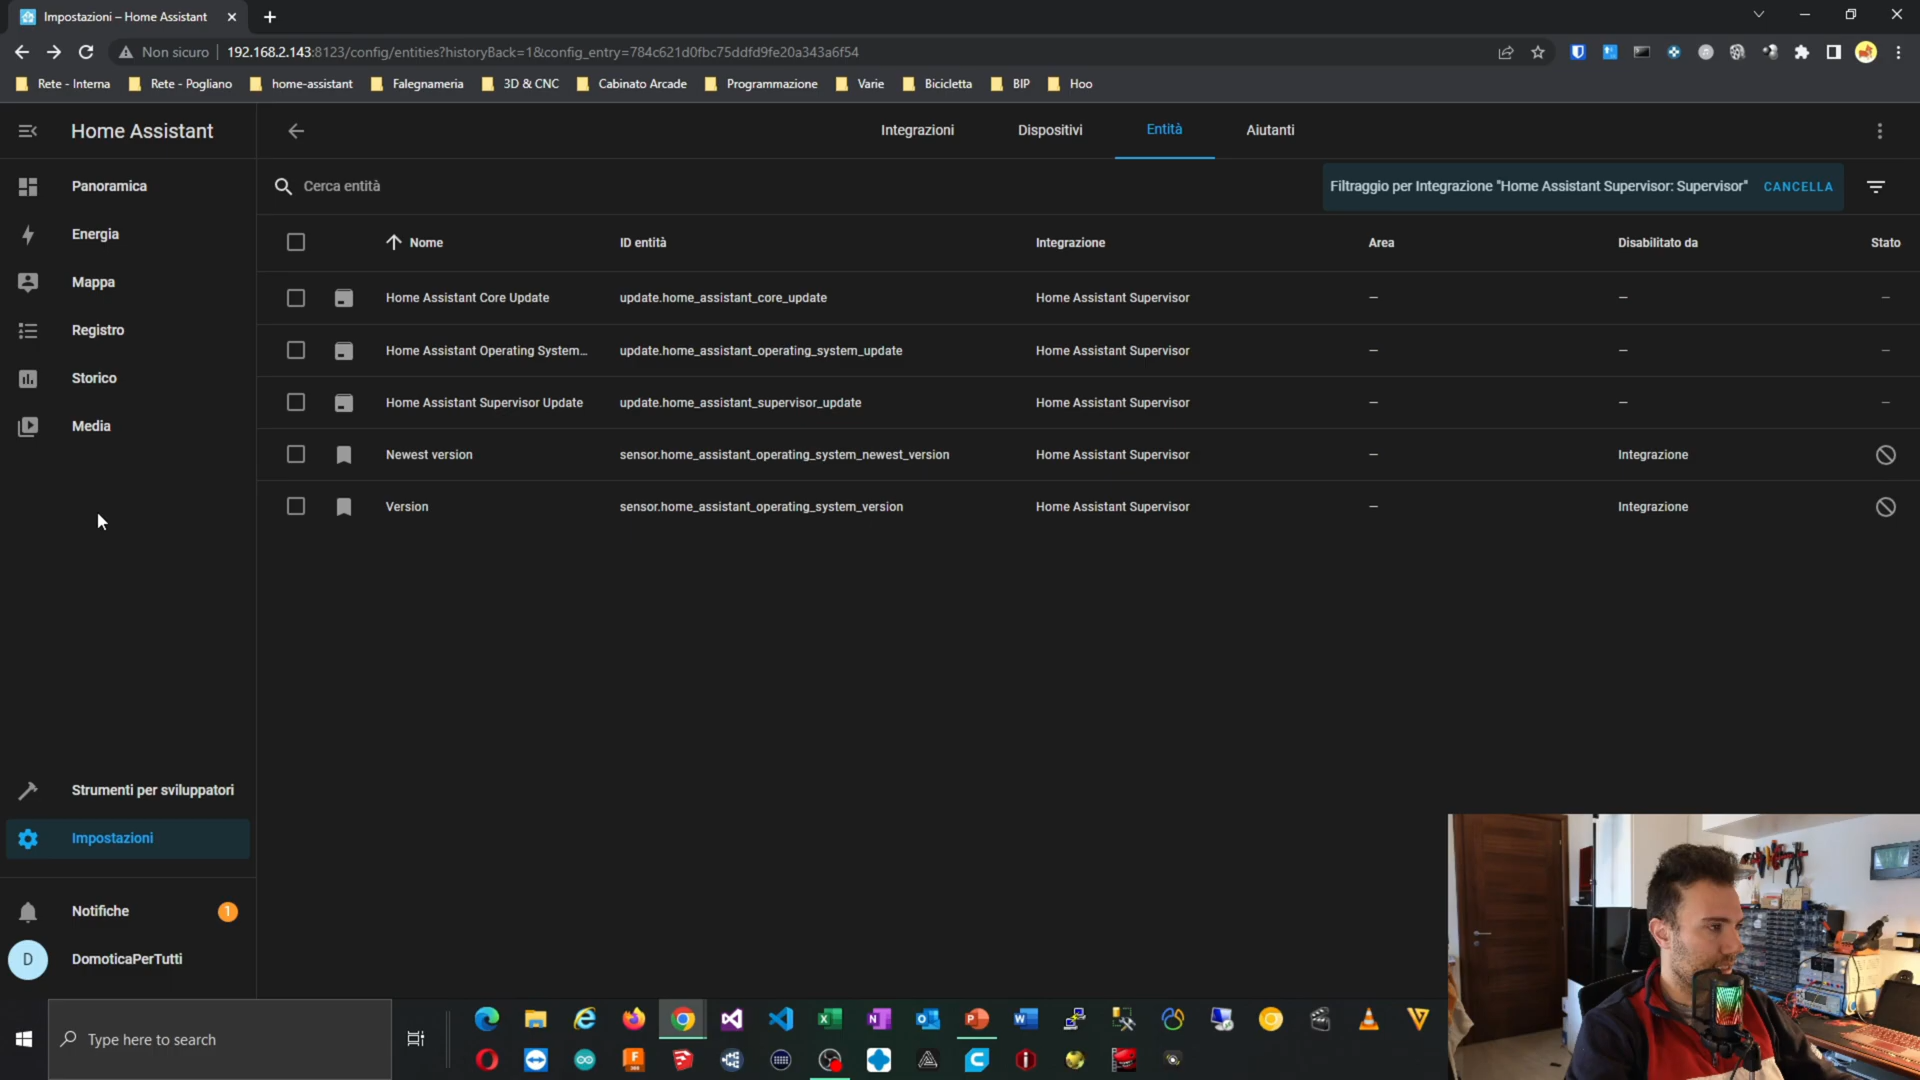 Impostazioni – Home Assistant
Non sicuro
192.168.2.143:8123/config/entities?historyBack=1&config_entry=784c621d0fbc75ddfd9fe20a343a6f54
Rete - Interna
Rete - Pogliano
home-assistant
Falegnameria
3D & CNC
Cabinato Arcade
Programmazione
Varie
Bicicletta
BIP
Hoo
Home Assistant
Integrazioni
Dispositivi
Entità
Aiutanti
Panoramica
Energia
Mappa
Registro
Storico
Media
Strumenti per sviluppatori
Impostazioni
Notifiche
1
D
DomoticaPerTutti
Cerca entità
Filtraggio per Integrazione "Home Assistant Supervisor: Supervisor" CANCELLA
Nome ID entità Integrazione Area Disabilitato da Stato
Home Assistant Core Update update.home_assistant_core_update Home Assistant Supervisor — — —
Home Assistant Operating System… update.home_assistant_operating_system_update Home Assistant Supervisor — — —
Home Assistant Supervisor Update update.home_assistant_supervisor_update Home Assistant Supervisor — — —
Newest version sensor.home_assistant_operating_system_newest_version Home Assistant Supervisor — Integrazione
Version sensor.home_assistant_operating_system_version Home Assistant Supervisor — Integrazione
Type here to search